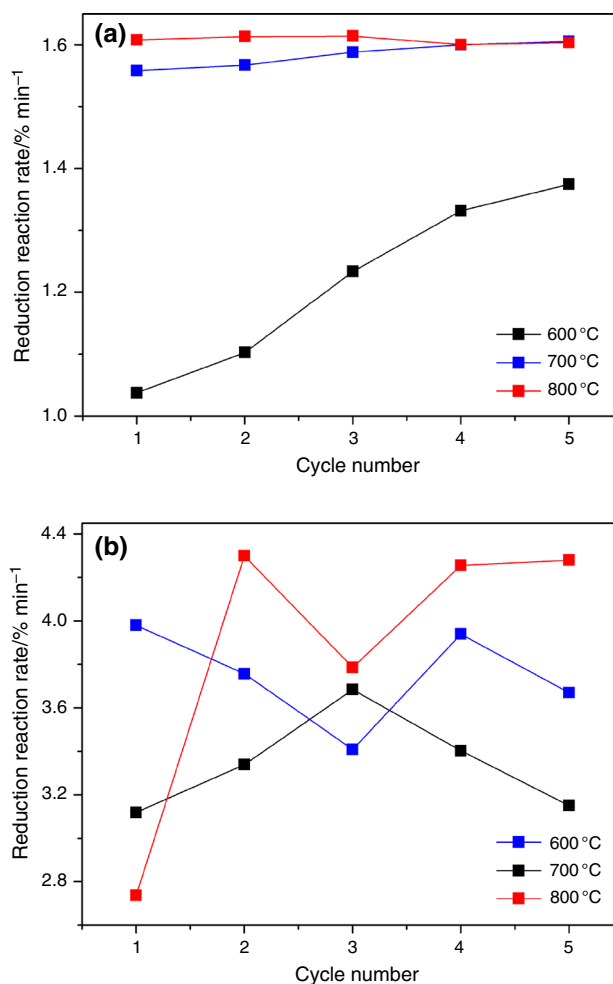 (a)
Reduction reaction rate/% min⁻¹
1.6
1.4
1.2
1.0
600 °C
700 °C
800 °C
1 2 3 4 5
Cycle number
(b)
Reduction reaction rate/% min⁻¹
4.4
4.0
3.6
3.2
2.8
600 °C
700 °C
800 °C
1 2 3 4 5
Cycle number